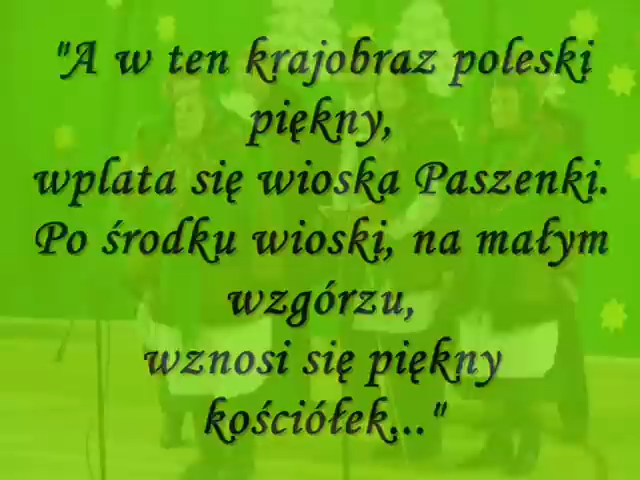 "A w ten krajobraz poleski
piękny,
wplata się wioska Paszenki.
Po środku wioski, na małym
wzgórzu,
wznosi się piękny
kościółek..."